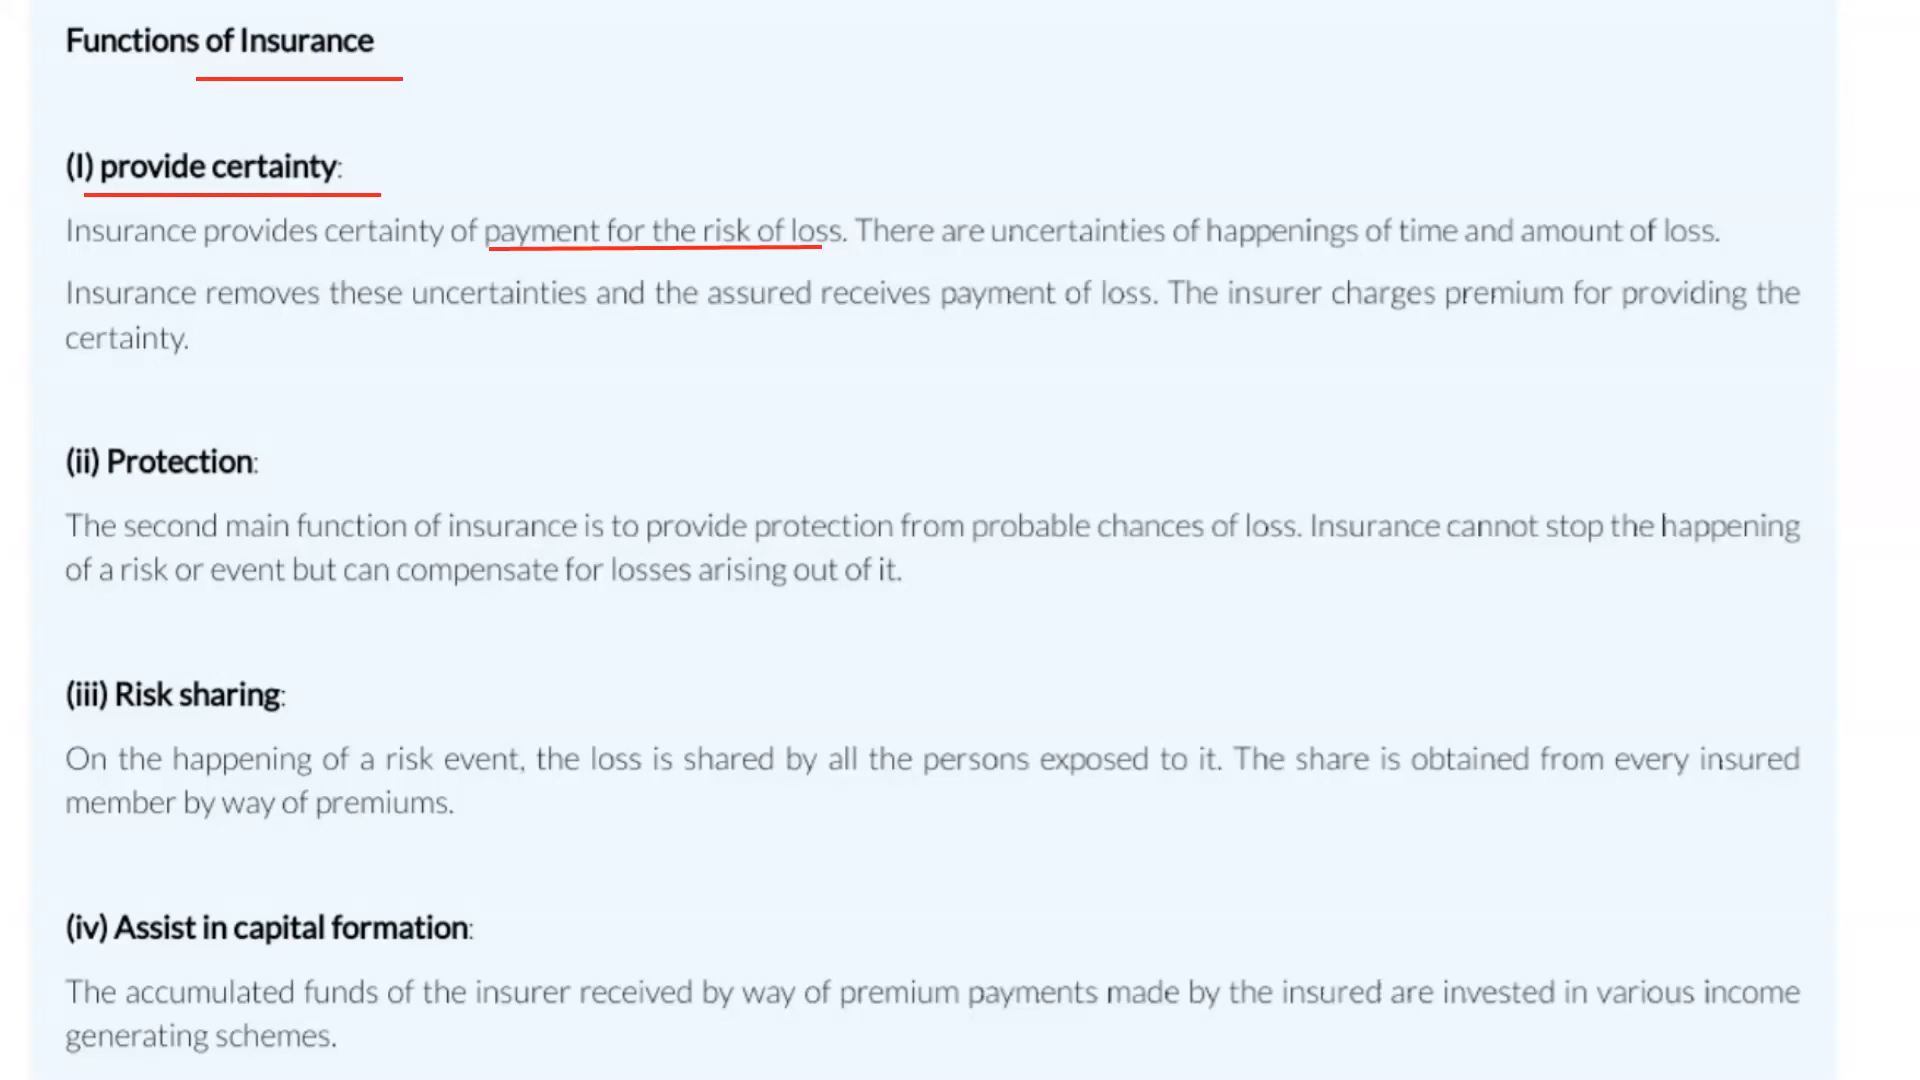 Functions of Insurance
(I) provide certainty:
Insurance provides certainty of payment for the risk of loss. There are uncertainties of happenings of time and amount of loss.
Insurance removes these uncertainties and the assured receives payment of loss. The insurer charges premium for providing the
certainty.
(ii) Protection:
The second main function of insurance is to provide protection from probable chances of loss. Insurance cannot stop the happening
of a risk or event but can compensate for losses arising out of it.
(iii) Risk sharing:
On the happening of a risk event, the loss is shared by all the persons exposed to it. The share is obtained from every insured
member by way of premiums.
(iv) Assist in capital formation:
The accumulated funds of the insurer received by way of premium payments made by the insured are invested in various income
generating schemes.